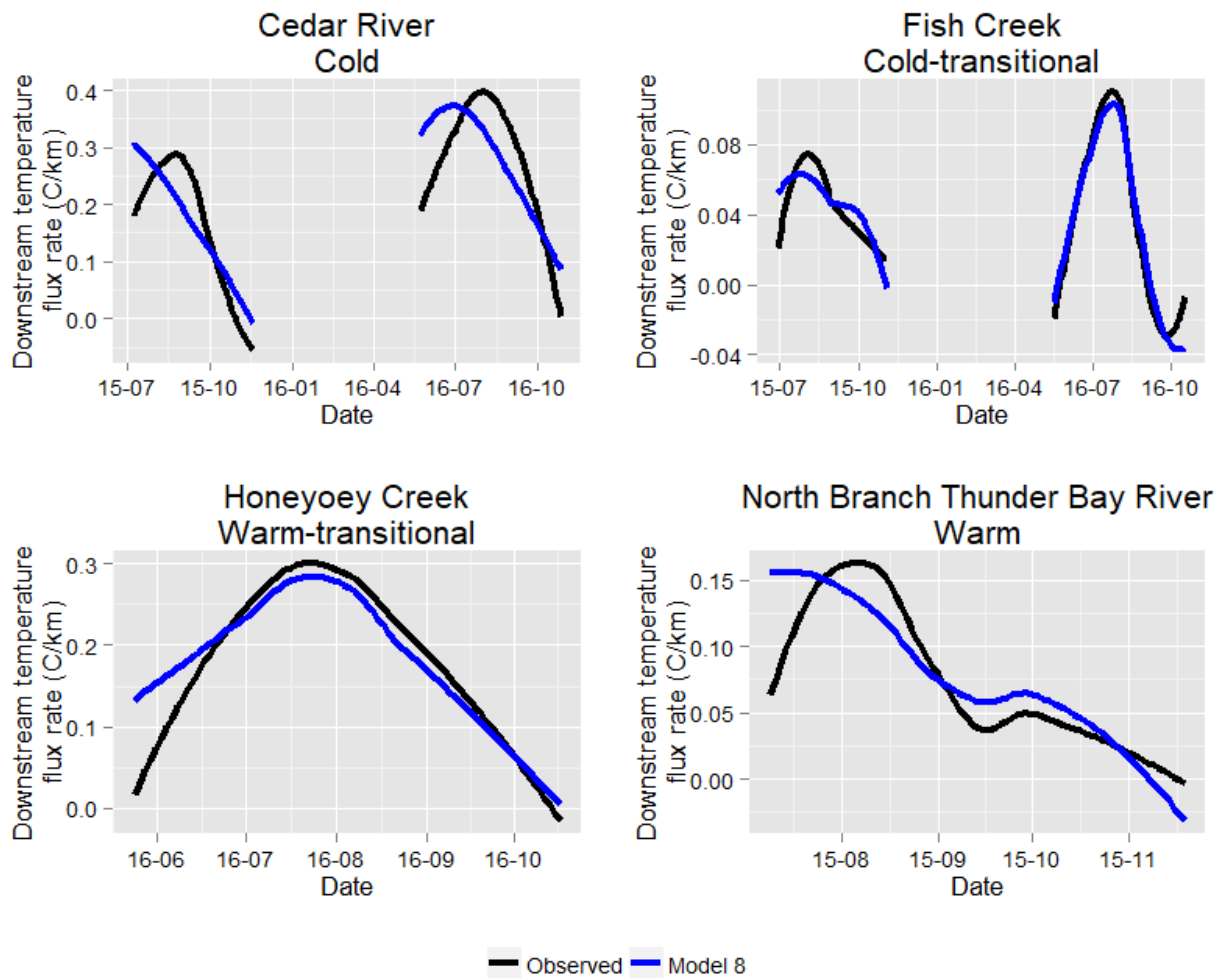 Cedar River
Cold
Downstream temperature
flux rate (C/km)
0.4
0.3
0.2
0.1
0.0
15-07 15-10 16-01 16-04 16-07 16-10
Date
Fish Creek
Cold-transitional
Downstream temperature
flux rate (C/km)
0.08
0.04
0.00
-0.04
15-07 15-10 16-01 16-04 16-07 16-10
Date
Honeyoey Creek
Warm-transitional
Downstream temperature
flux rate (C/km)
0.3
0.2
0.1
0.0
16-06 16-07 16-08 16-09 16-10
Date
North Branch Thunder Bay River
Warm
Downstream temperature
flux rate (C/km)
0.15
0.10
0.05
0.00
15-08 15-09 15-10 15-11
Date
Observed Model 8